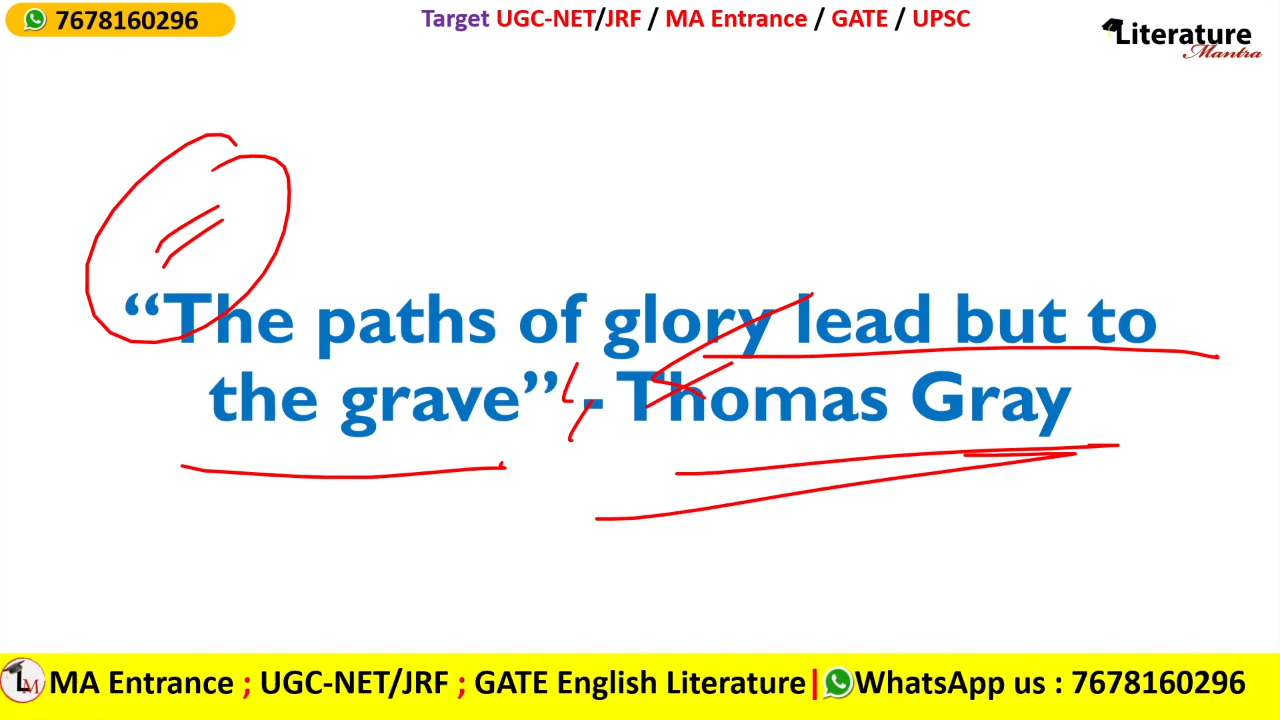 7678160296
Target UGC-NET/JRF / MA Entrance / GATE / UPSC
Literature
Mantra
“The paths of glory lead but to
the grave” - Thomas Gray
LM
MA Entrance ; UGC-NET/JRF ; GATE English Literature| WhatsApp us : 7678160296